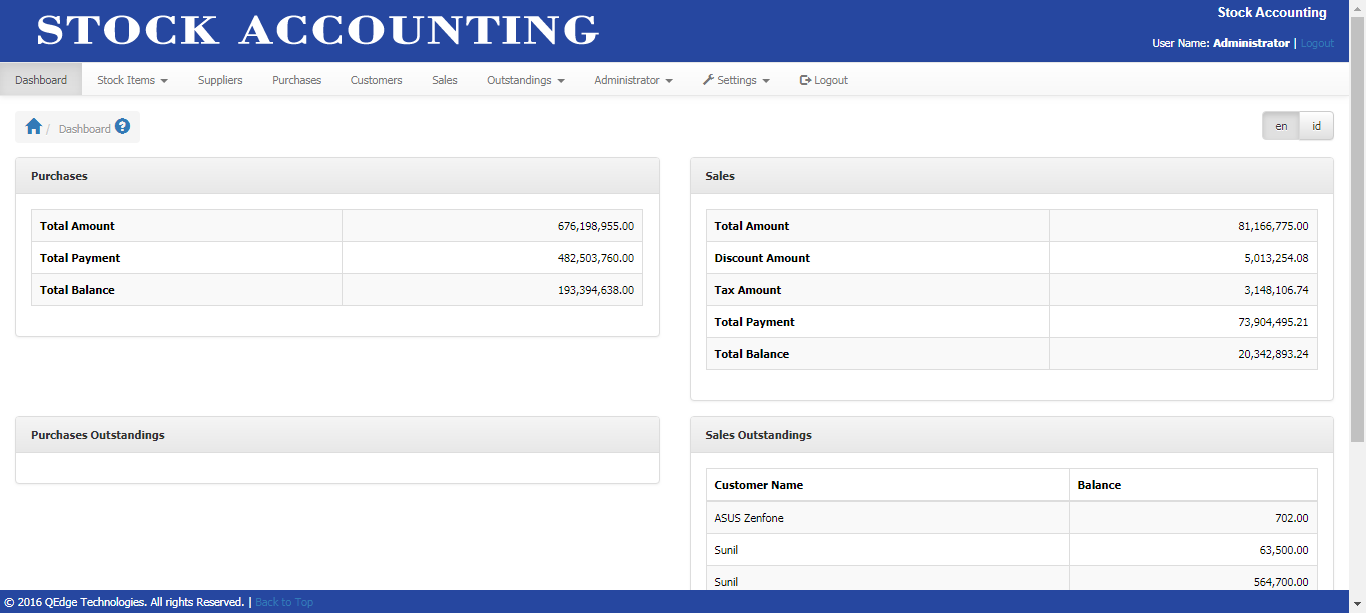 STOCK ACCOUNTING
Stock Accounting
User Name: Administrator | Logout
Dashboard Stock Items Suppliers Purchases Customers Sales Outstandings Administrator Settings Logout
/ Dashboard ?
en id
Purchases
Total Amount 676,198,955.00
Total Payment 482,503,760.00
Total Balance 193,394,638.00
Sales
Total Amount 81,166,775.00
Discount Amount 5,013,254.08
Tax Amount 3,148,106.74
Total Payment 73,904,495.21
Total Balance 20,342,893.24
Purchases Outstandings
Sales Outstandings
Customer Name Balance
ASUS Zenfone 702.00
Sunil 63,500.00
Sunil 564,700.00
© 2016 QEdge Technologies. All rights Reserved. | Back to Top